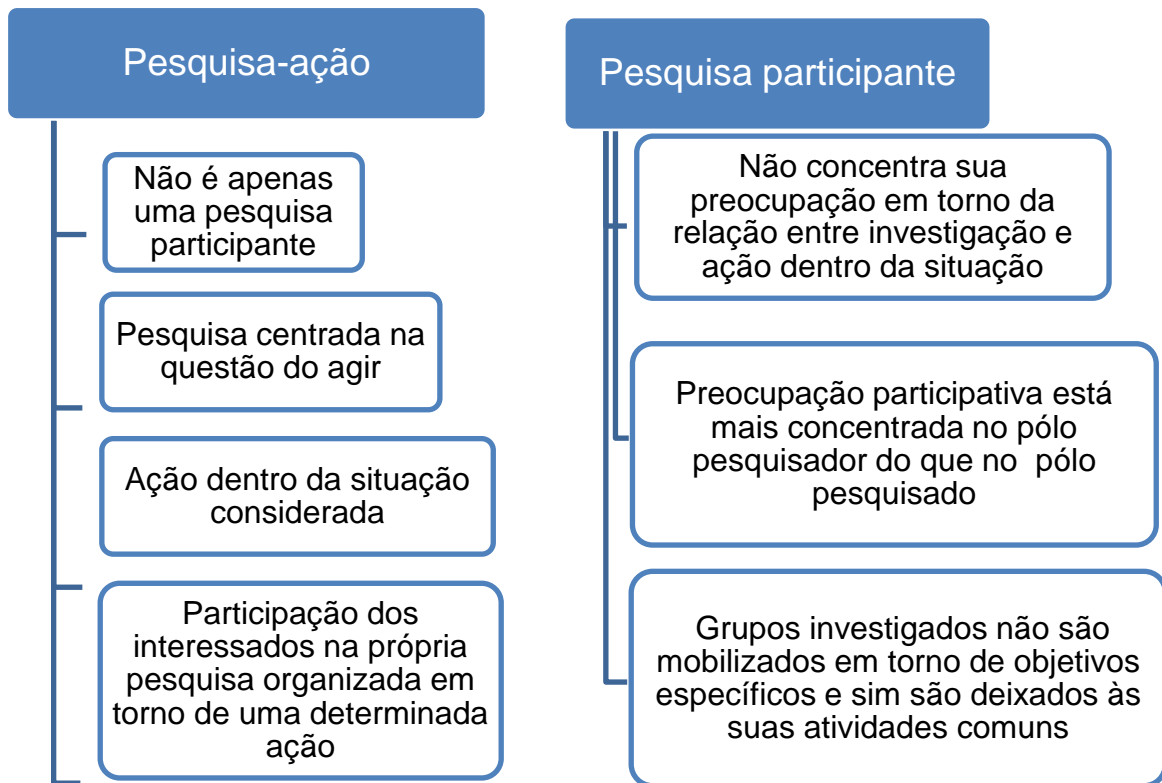 Pesquisa-ação
Não é apenas
uma pesquisa
participante
Pesquisa centrada na
questão do agir
Ação dentro da situação
considerada
Participação dos
interessados na própria
pesquisa organizada em
torno de uma determinada
ação
Pesquisa participante
Não concentra sua
preocupação em torno da
relação entre investigação e
ação dentro da situação
Preocupação participativa está
mais concentrada no pólo
pesquisador do que no pólo
pesquisado
Grupos investigados não são
mobilizados em torno de objetivos
específicos e sim são deixados às
suas atividades comuns